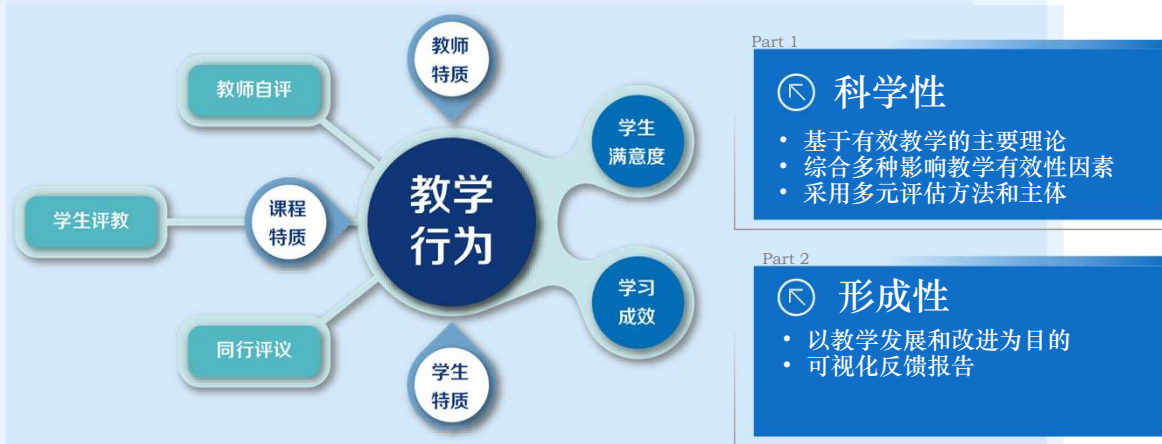 教师
特质
教师自评
学生
满意度
教学
行为
课程
特质
学生评教
学习
成效
同行评议
学生
特质
Part 1
科学性
• 基于有效教学的主要理论
• 综合多种影响教学有效性因素
• 采用多元评估方法和主体
Part 2
形成性
• 以教学发展和改进为目的
• 可视化反馈报告